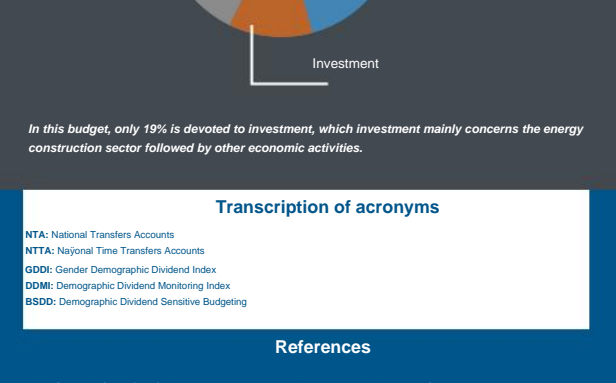 Investment
In this budget, only 19% is devoted to investment, which investment mainly concerns the energy
construction sector followed by other economic activities.
Transcription of acronyms
NTA: National Transfers Accounts
NTTA: Naÿonal Time Transfers Accounts
GDDI: Gender Demographic Dividend Index
DDMI: Demographic Dividend Monitoring Index
BSDD: Demographic Dividend Sensitive Budgeting
References